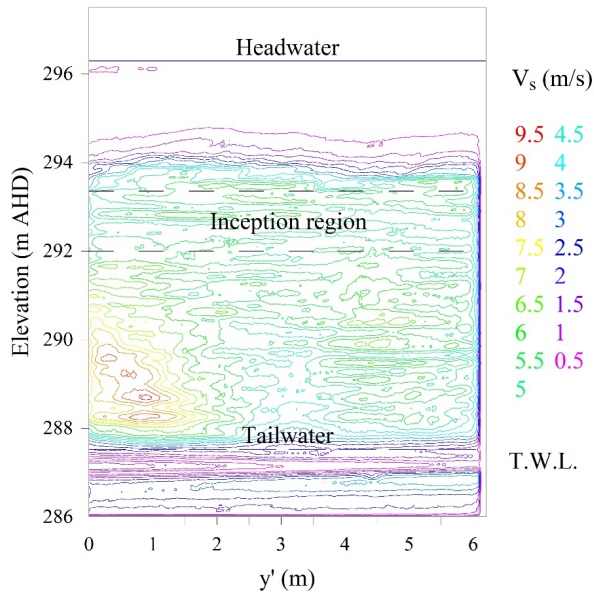 Headwater
296
Vₛ (m/s)
9.5 4.5
294
9 4
8.5 3.5
Inception region
8 3
292
7.5 2.5
7 2
Elevation (m AHD)
6.5 1.5
290
6 1
5.5 0.5
5
288
Tailwater
T.W.L.
286
0 1 2 3 4 5 6
y' (m)